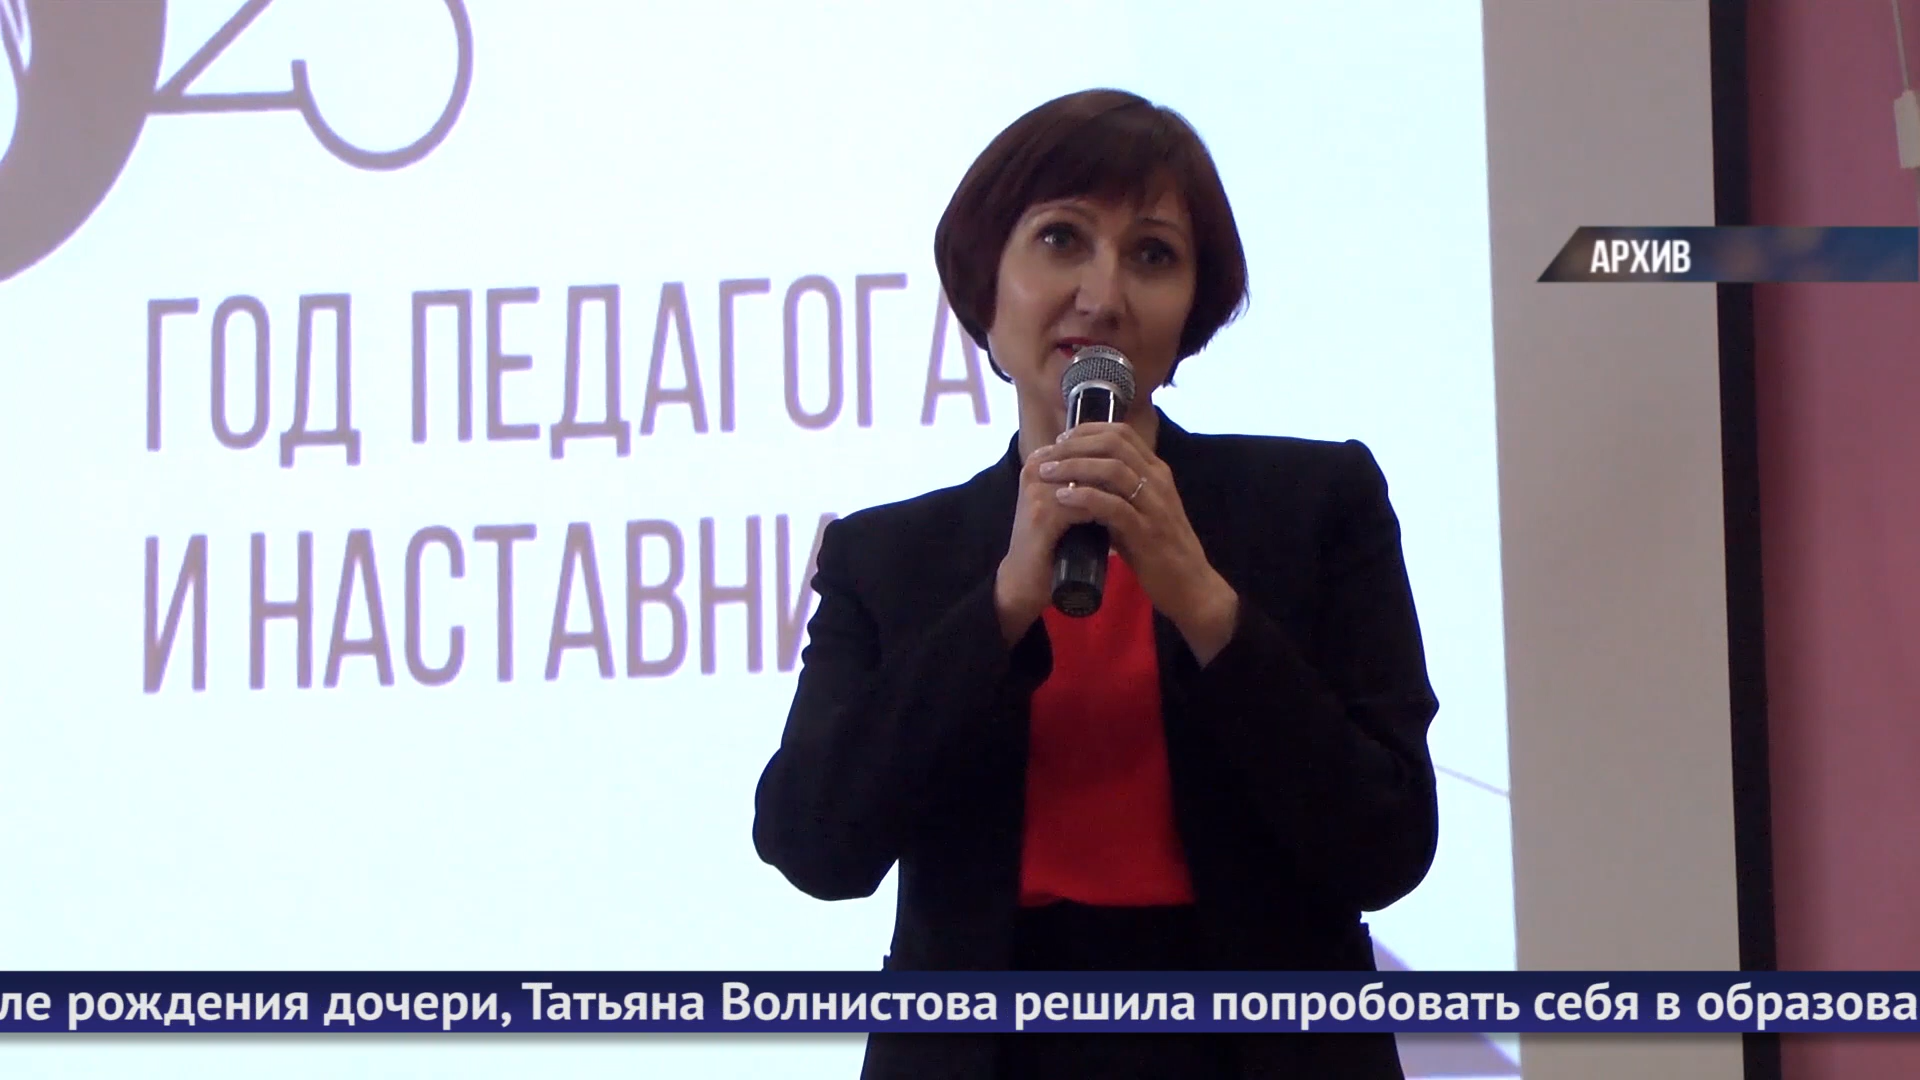 23
ГОД ПЕДАГОГА
И НАСТАВНИ
АРХИВ
ле рождения дочери, Татьяна Волнистова решила попробовать себя в образова